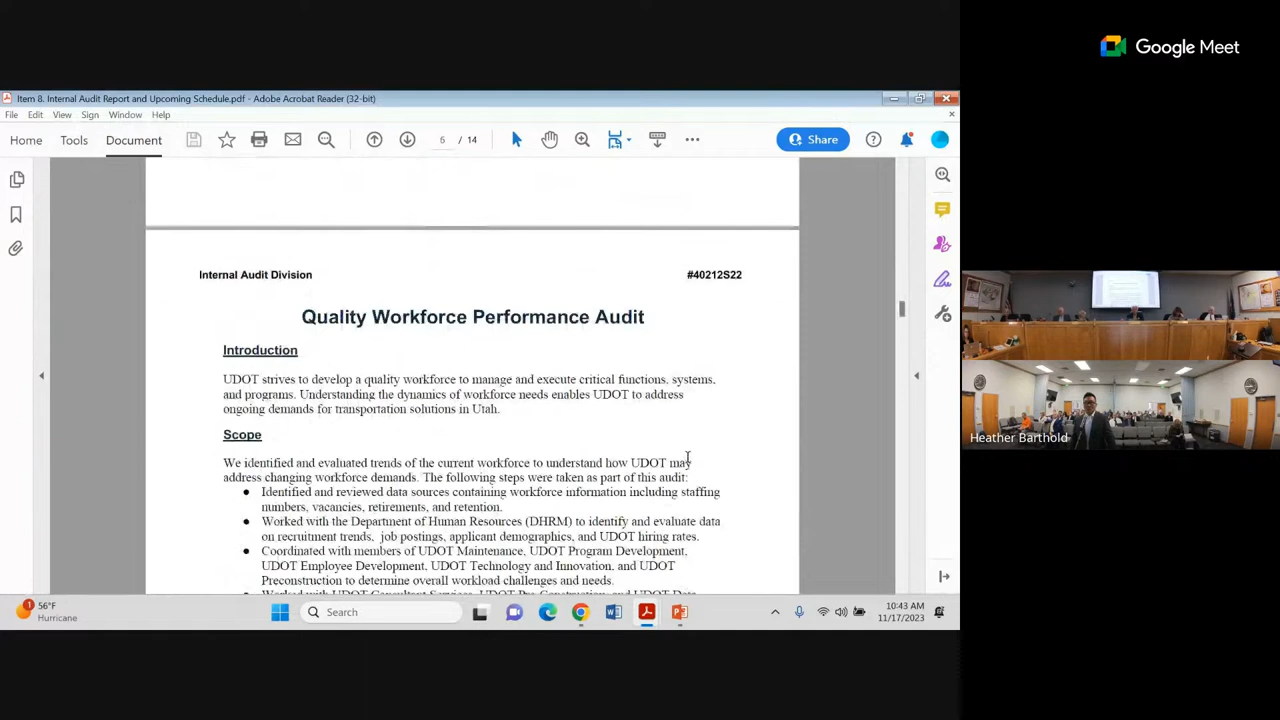 Google Meet
Item 8. Internal Audit Report and Upcoming Schedule.pdf - Adobe Acrobat Reader (32-bit)
File Edit View Sign Window Help
Home Tools Document 6 / 14 Share
Internal Audit Division #40212S22
Quality Workforce Performance Audit
Introduction
UDOT strives to develop a quality workforce to manage and execute critical functions, systems,
and programs. Understanding the dynamics of workforce needs enables UDOT to address
ongoing demands for transportation solutions in Utah.
Scope
We identified and evaluated trends of the current workforce to understand how UDOT may
address changing workforce demands. The following steps were taken as part of this audit:
● Identified and reviewed data sources containing workforce information including staffing
numbers, vacancies, retirements, and retention.
● Worked with the Department of Human Resources (DHRM) to identify and evaluate data
on recruitment trends, job postings, applicant demographics, and UDOT hiring rates.
● Coordinated with members of UDOT Maintenance, UDOT Program Development,
UDOT Employee Development, UDOT Technology and Innovation, and UDOT
Preconstruction to determine overall workload challenges and needs.
Heather Barthold
1
56°F
Hurricane
Search
10:43 AM
11/17/2023